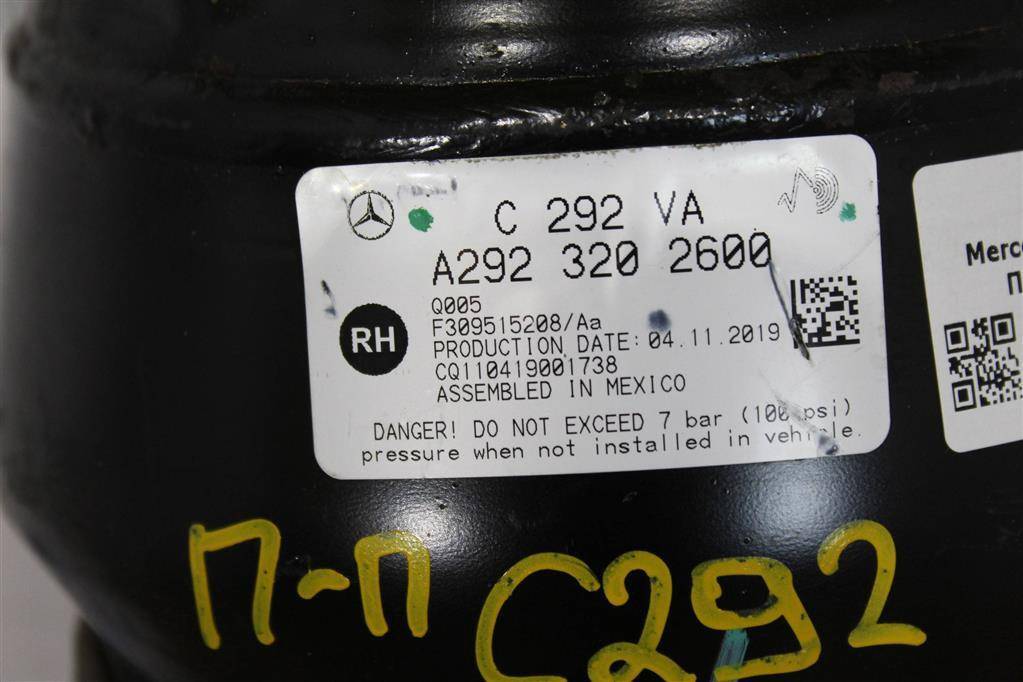 C 292 VA
A292 320 2600
RH
Q005
F309515208/Aa
PRODUCTION DATE: 04.11.2019
CQ110419001738
ASSEMBLED IN MEXICO
DANGER! DO NOT EXCEED 7 bar (100 psi)
pressure when not installed in vehicle.
П-П C292